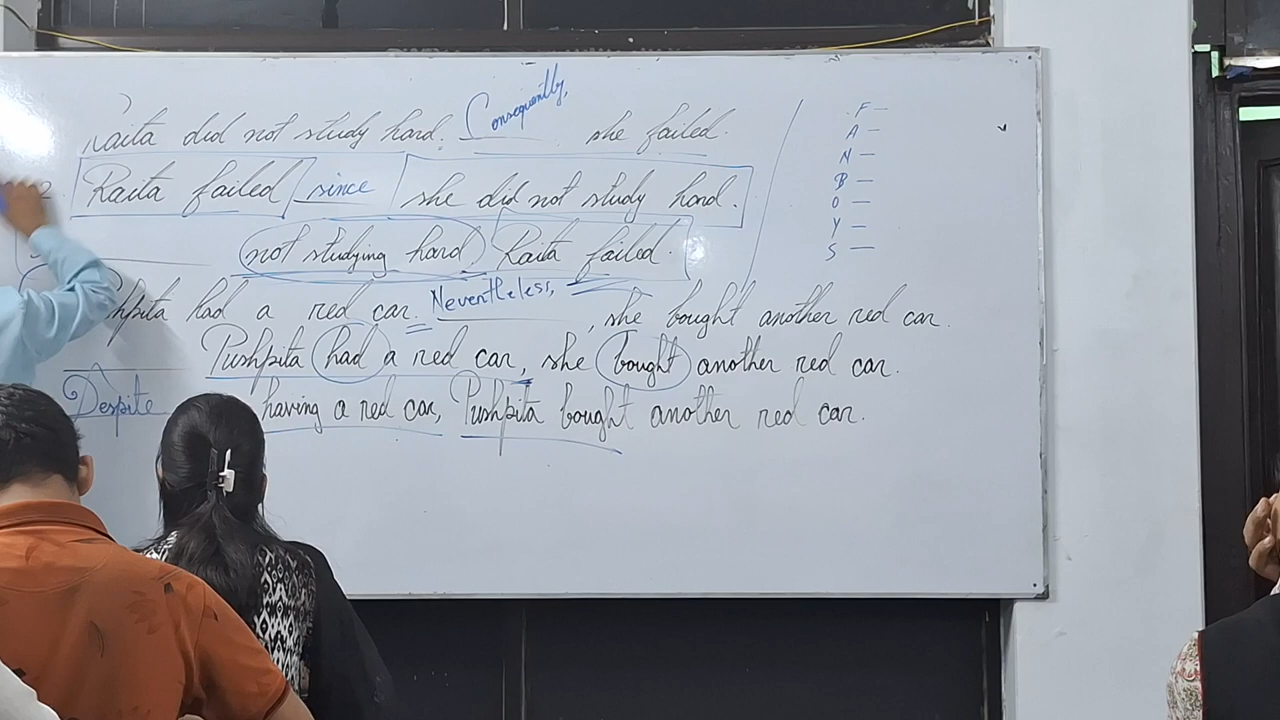 Raita did not study hard. Consequently, she failed.
2. Raita failed since she did not study hard.
not studying hard Raita failed.
had a red car. Nevertheless, , she bought another red car.
Pushpita had a red car, she bought another red car.
Despite having a red car, Pushpita bought another red car.
F —
A —
N —
B —
O —
Y —
S —